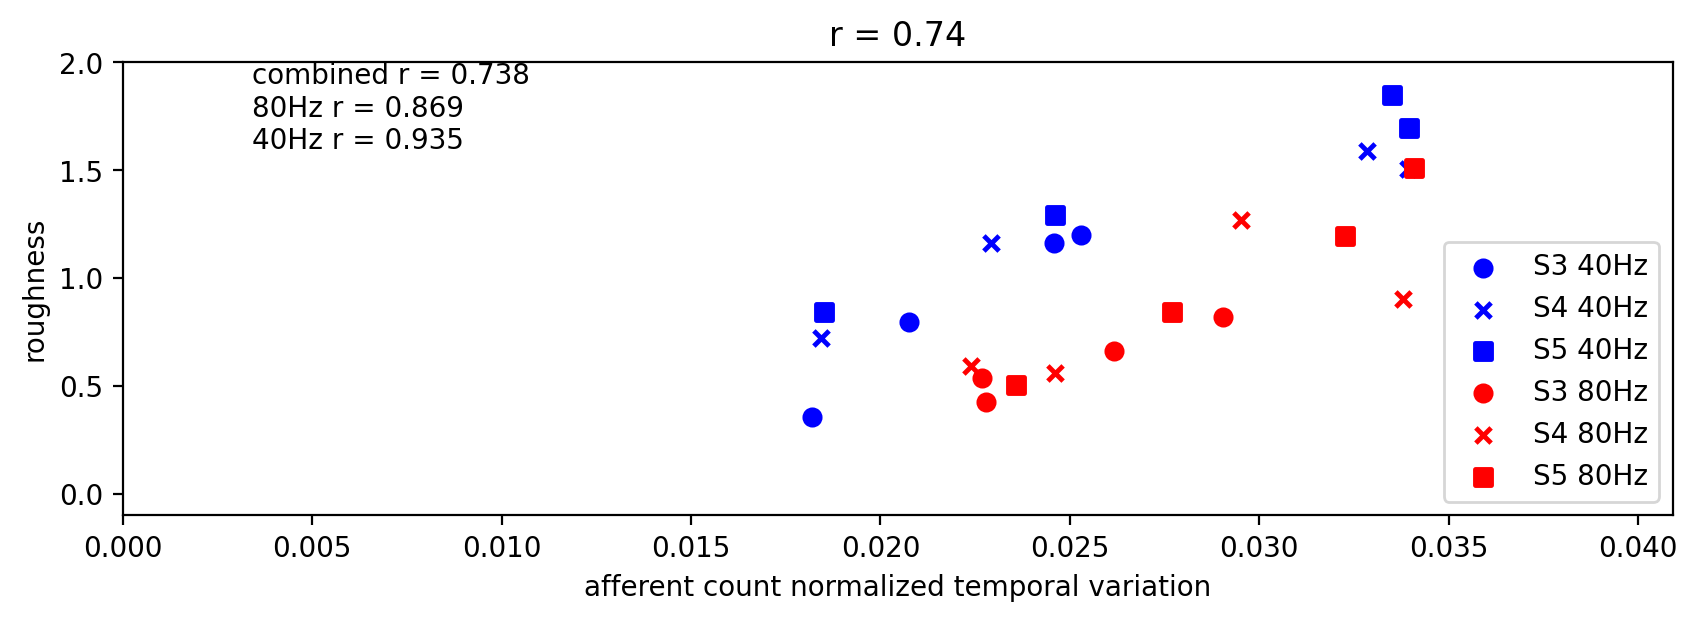 r = 0.74
combined r = 0.738
80Hz r = 0.869
40Hz r = 0.935
2.0
1.5
1.0
0.5
0.0
roughness
S3 40Hz
S4 40Hz
S5 40Hz
S3 80Hz
S4 80Hz
S5 80Hz
0.000 0.005 0.010 0.015 0.020 0.025 0.030 0.035 0.040
afferent count normalized temporal variation